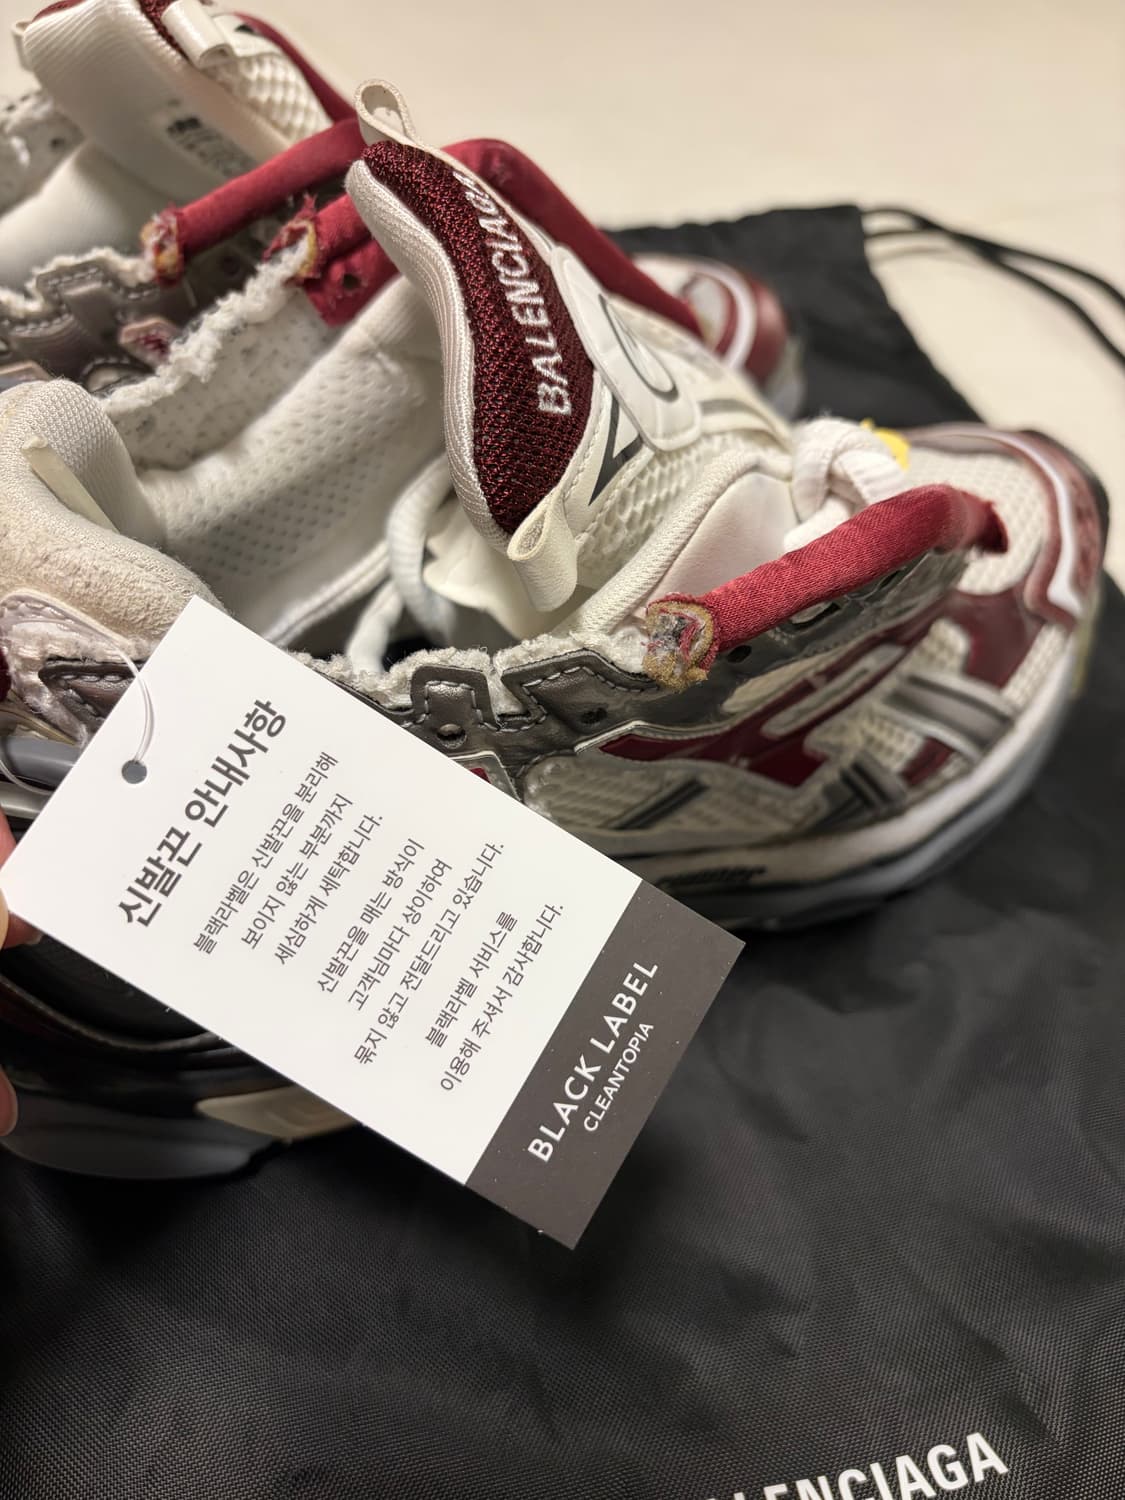 BALENCIAGA
신발끈 안내사항
블랙라벨은 신발끈을 분리해
보이지 않는 부분까지
세심하게 세탁합니다.
신발끈을 매는 방식이
고객님마다 상이하여
묶지 않고 전달드리고 있습니다.
블랙라벨 서비스를
이용해 주셔서 감사합니다.
BLACK LABEL
CLEANTOPIA
runner
ALENCIAGA